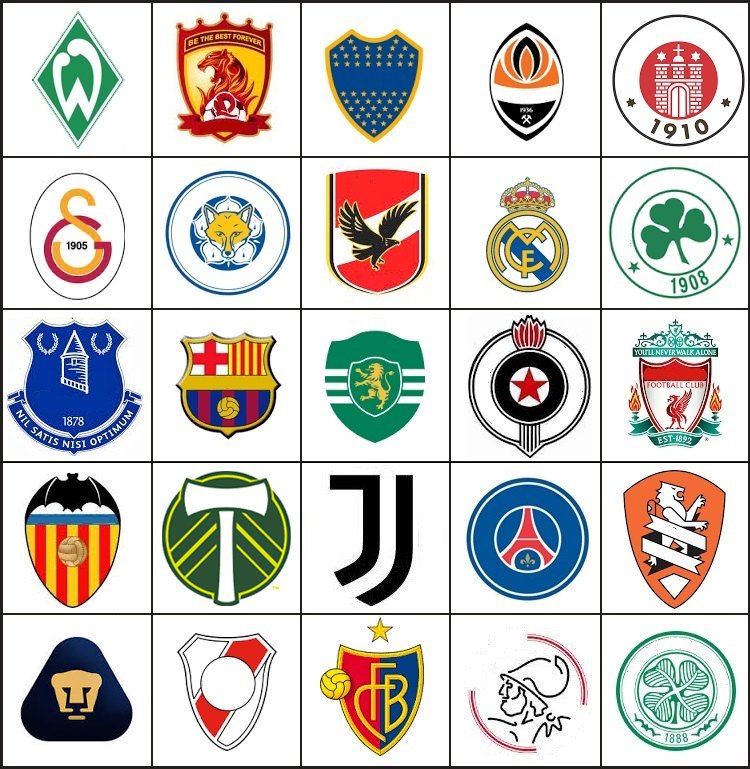 W
BE THE BEST FOREVER
1936
1910
1905
1908
1878
NIL SATIS NISI OPTIMUM
YOU'LL NEVER WALK ALONE
FOOTBALL CLUB
EST·1892
FCB
1888